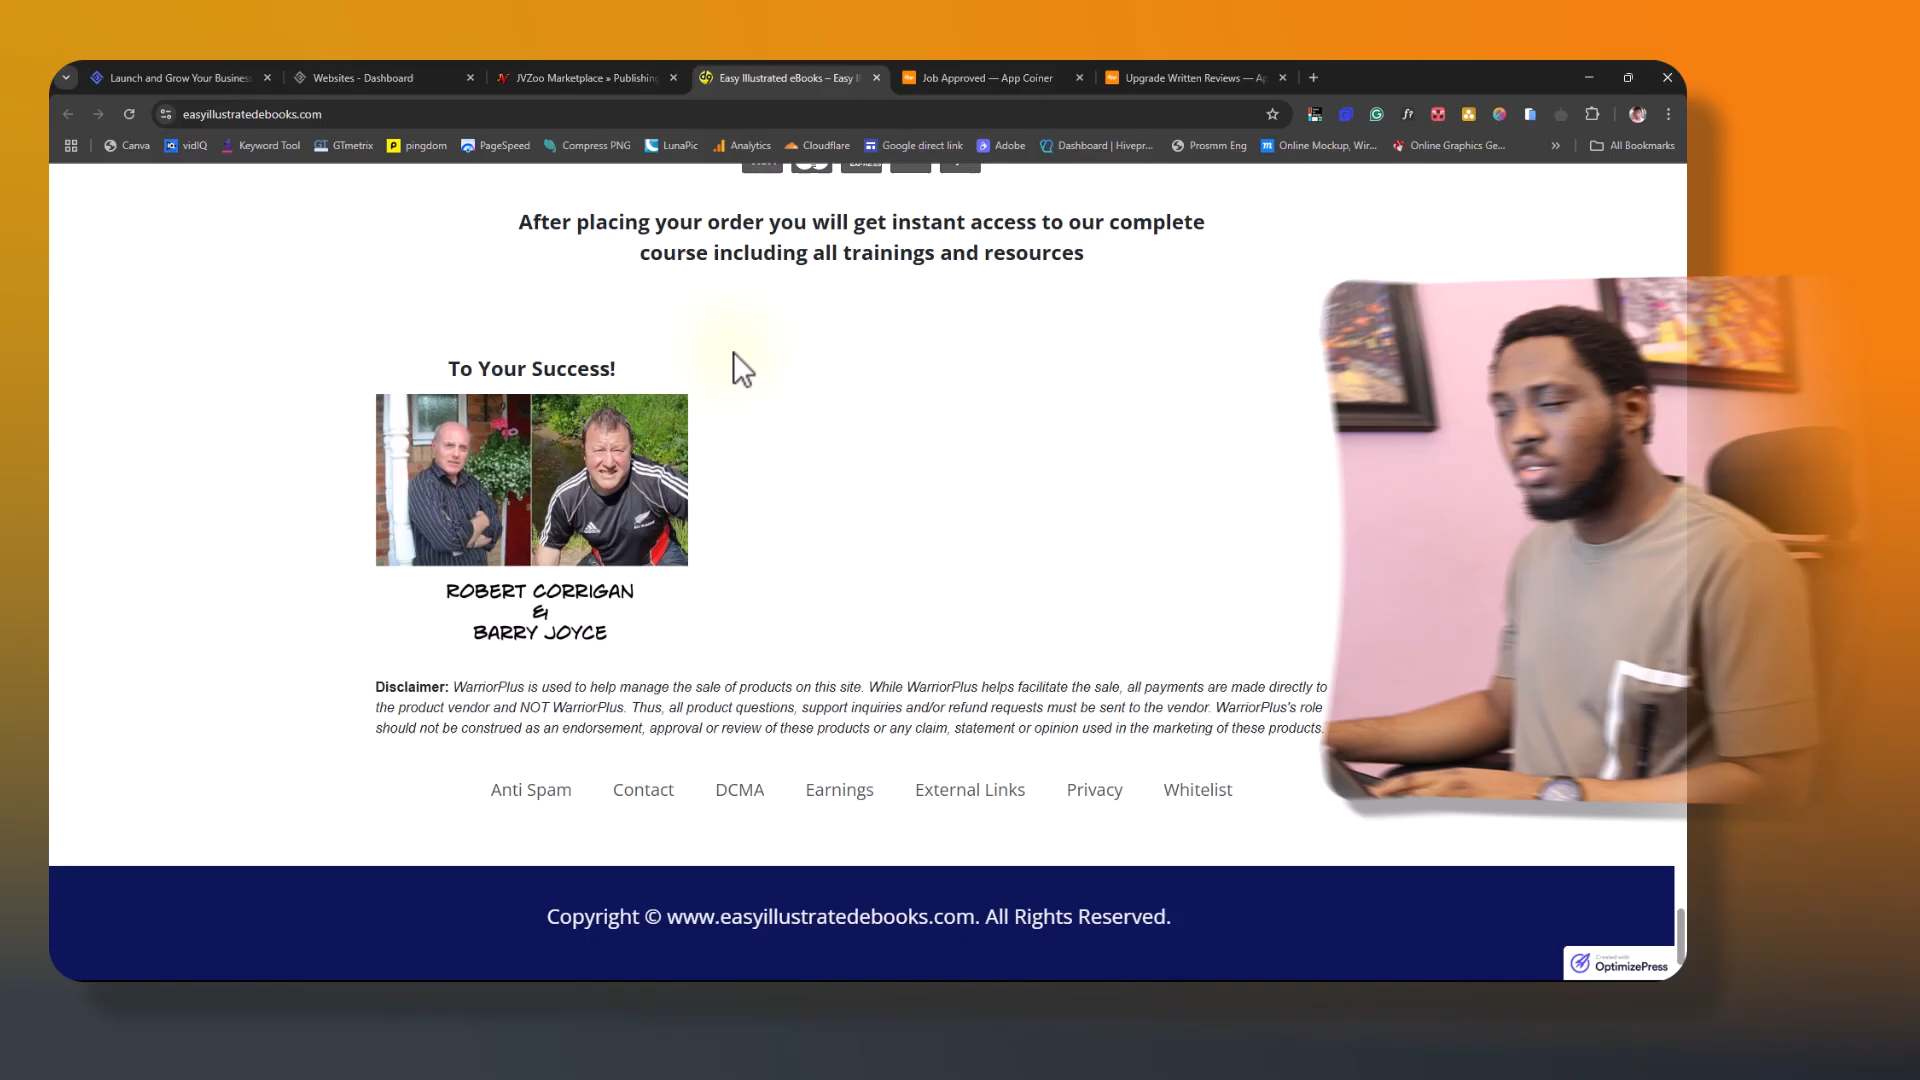 Launch and Grow Your Busines
Websites - Dashboard
JVZoo Marketplace » Publishing
Easy Illustrated eBooks – Easy I
Job Approved — App Coiner
Upgrade Written Reviews — Ap
easyillustratedebooks.com
Canva
vidIQ
Keyword Tool
GTmetrix
pingdom
PageSpeed
Compress PNG
LunaPic
Analytics
Cloudflare
Google direct link
Adobe
Dashboard | Hivepr...
Prosmm Eng
Online Mockup, Wir...
Online Graphics Ge...
All Bookmarks
After placing your order you will get instant access to our complete
course including all trainings and resources
To Your Success!
ROBERT CORRIGAN
&
BARRY JOYCE
Disclaimer: WarriorPlus is used to help manage the sale of products on this site. While WarriorPlus helps facilitate the sale, all payments are made directly to
the product vendor and NOT WarriorPlus. Thus, all product questions, support inquiries and/or refund requests must be sent to the vendor. WarriorPlus's role
should not be construed as an endorsement, approval or review of these products or any claim, statement or opinion used in the marketing of these products.
Anti Spam
Contact
DCMA
Earnings
External Links
Privacy
Whitelist
Copyright © www.easyillustratedebooks.com. All Rights Reserved.
Created with
OptimizePress